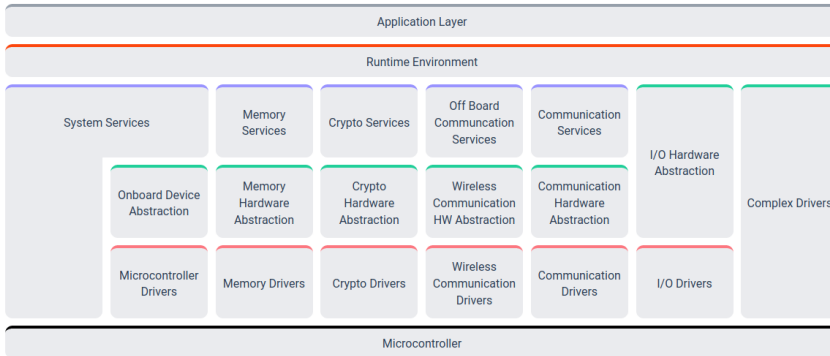 Application Layer
Runtime Environment
System Services
Memory
Services
Crypto Services
Off Board
Communcation
Services
Communication
Services
I/O Hardware
Abstraction
Complex Drivers
Onboard Device
Abstraction
Memory
Hardware
Abstraction
Crypto
Hardware
Abstraction
Wireless
Communication
HW Abstraction
Communication
Hardware
Abstraction
Microcontroller
Drivers
Memory Drivers
Crypto Drivers
Wireless
Communication
Drivers
Communication
Drivers
I/O Drivers
Microcontroller